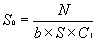 S₀ = N / (b × S × C₁)